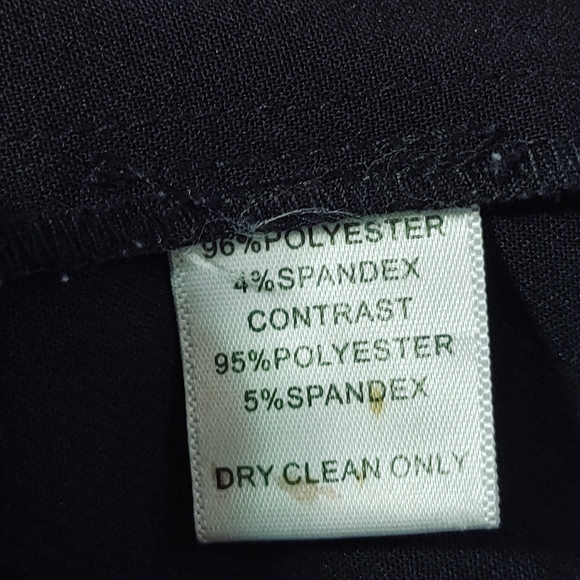 96%POLYESTER
4%SPANDEX
CONTRAST
95%POLYESTER
5%SPANDEX
DRY CLEAN ONLY